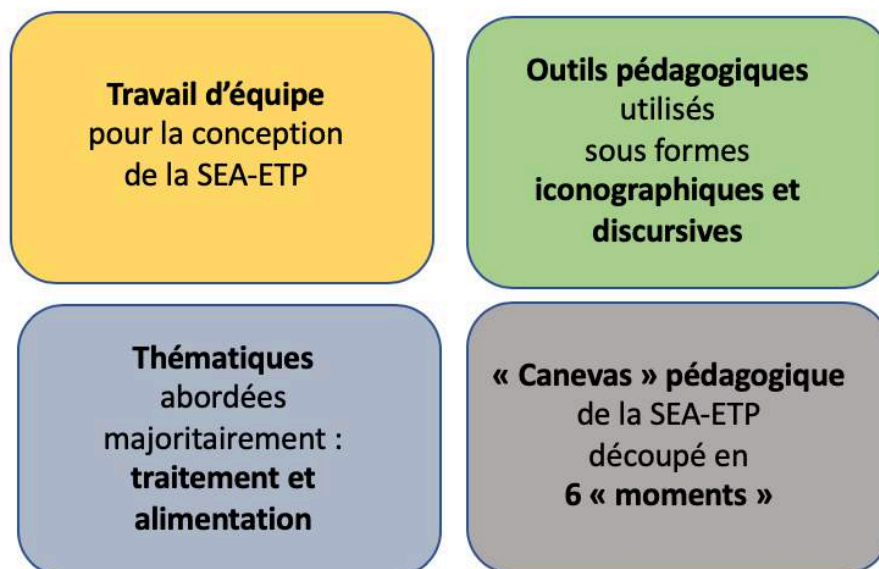 Travail d’équipe
pour la conception
de la SEA-ETP
Outils pédagogiques
utilisés
sous formes
iconographiques et
discursives
Thématiques
abordées
majoritairement :
traitement et
alimentation
« Canevas » pédagogique
de la SEA-ETP
découpé en
6 « moments »